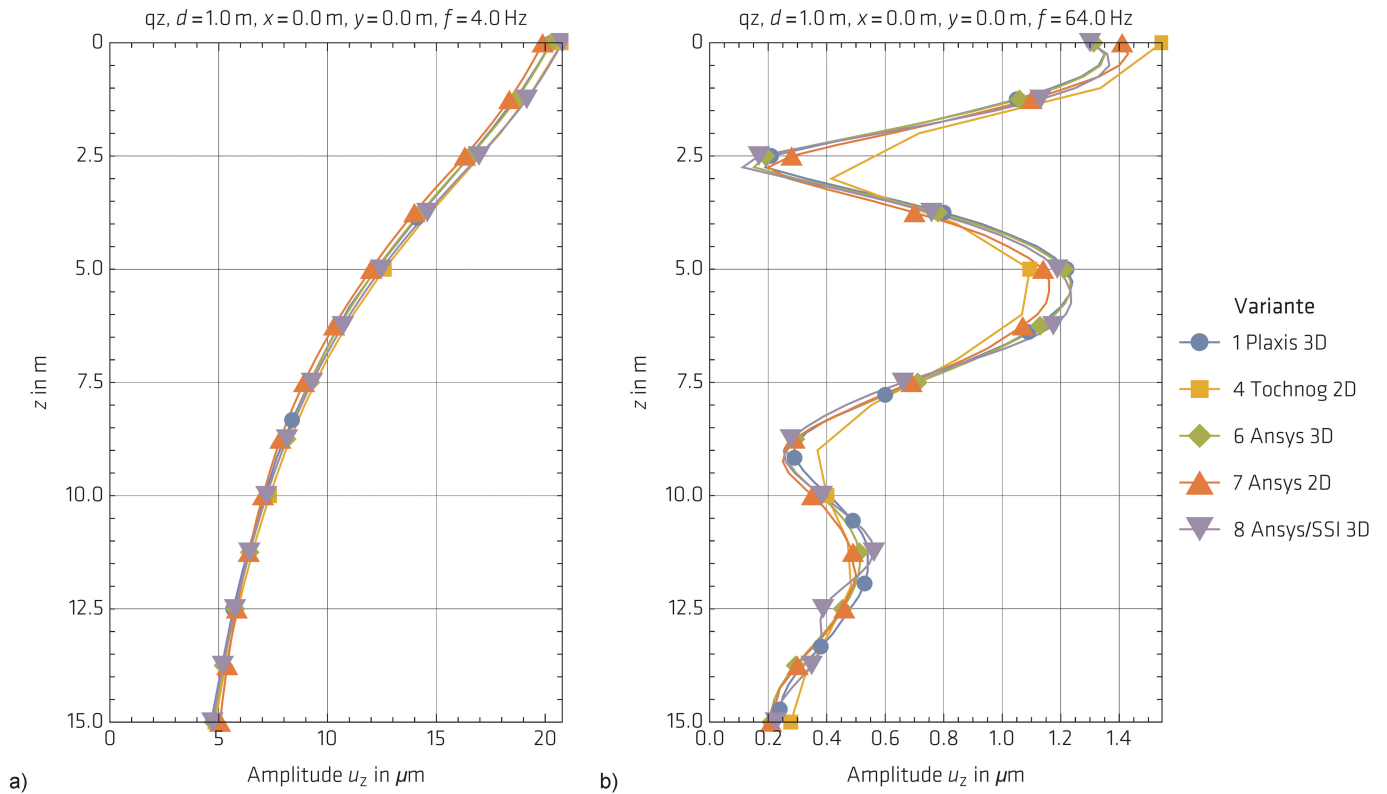 qz, d = 1.0 m, x = 0.0 m, y = 0.0 m, f = 4.0 Hz
0
2.5
5.0
7.5
10.0
12.5
15.0
z in m
0
5
10
15
20
Amplitude u_z in μm
a)
qz, d = 1.0 m, x = 0.0 m, y = 0.0 m, f = 64.0 Hz
0
2.5
5.0
7.5
10.0
12.5
15.0
z in m
0.0
0.2
0.4
0.6
0.8
1.0
1.2
1.4
Amplitude u_z in μm
b)
Variante
1 Plaxis 3D
4 Tochnog 2D
6 Ansys 3D
7 Ansys 2D
8 Ansys/SSI 3D